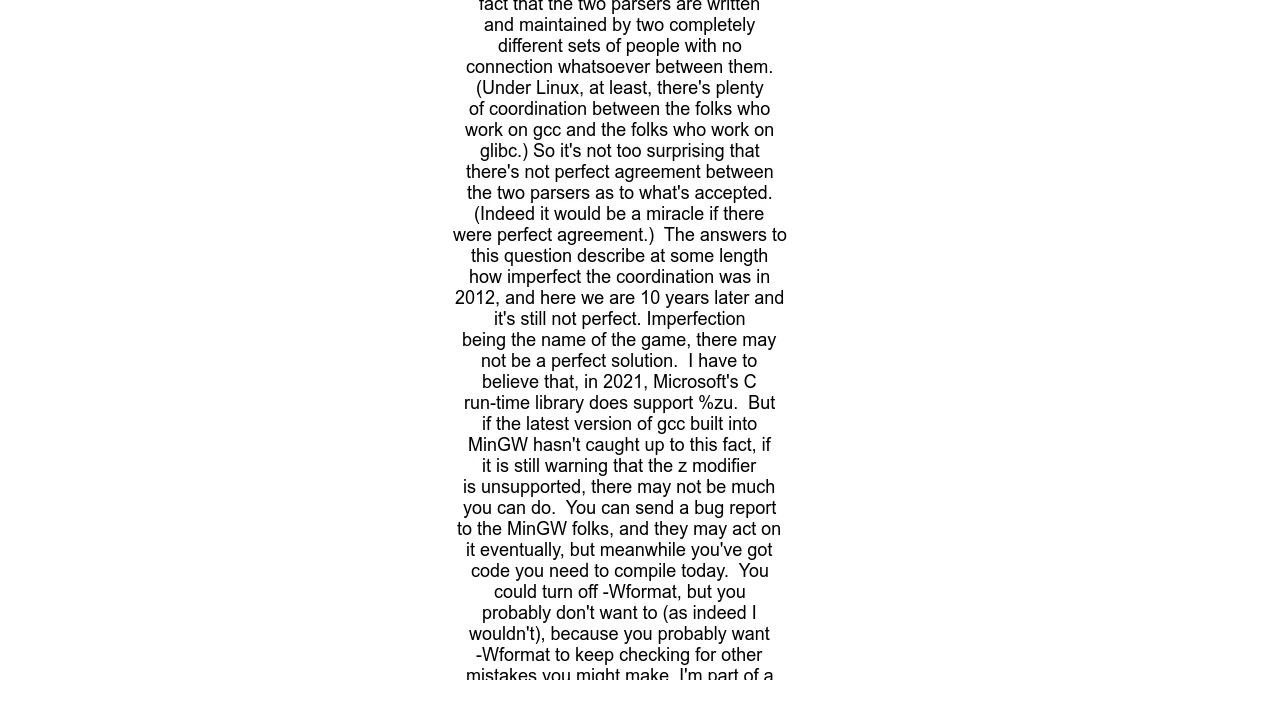 fact that the two parsers are written
and maintained by two completely
different sets of people with no
connection whatsoever between them.
(Under Linux, at least, there's plenty
of coordination between the folks who
work on gcc and the folks who work on
glibc.) So it's not too surprising that
there's not perfect agreement between
the two parsers as to what's accepted.
(Indeed it would be a miracle if there
were perfect agreement.)  The answers to
this question describe at some length
how imperfect the coordination was in
2012, and here we are 10 years later and
it's still not perfect. Imperfection
being the name of the game, there may
not be a perfect solution.  I have to
believe that, in 2021, Microsoft's C
run-time library does support %zu.  But
if the latest version of gcc built into
MinGW hasn't caught up to this fact, if
it is still warning that the z modifier
is unsupported, there may not be much
you can do.  You can send a bug report
to the MinGW folks, and they may act on
it eventually, but meanwhile you've got
code you need to compile today.  You
could turn off -Wformat, but you
probably don't want to (as indeed I
wouldn't), because you probably want
-Wformat to keep checking for other
mistakes you might make. I'm part of a